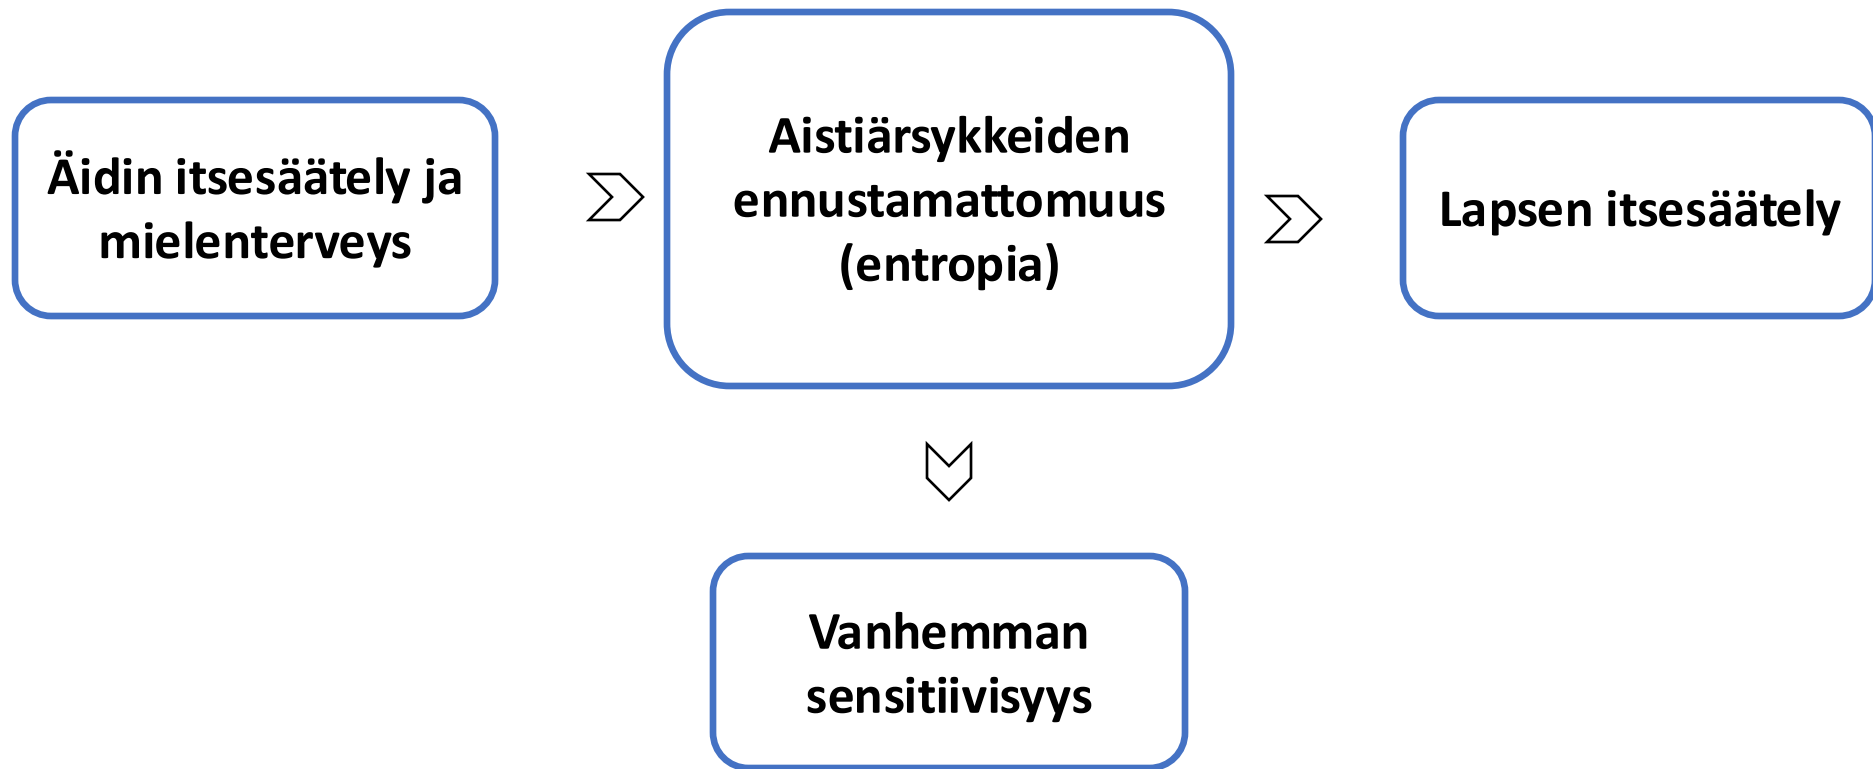 Äidin itsesäätely ja
mielenterveys
Aistiärsykkeiden
ennustamattomuus
(entropia)
Lapsen itsesäätely
Vanhemman
sensitiivisyys